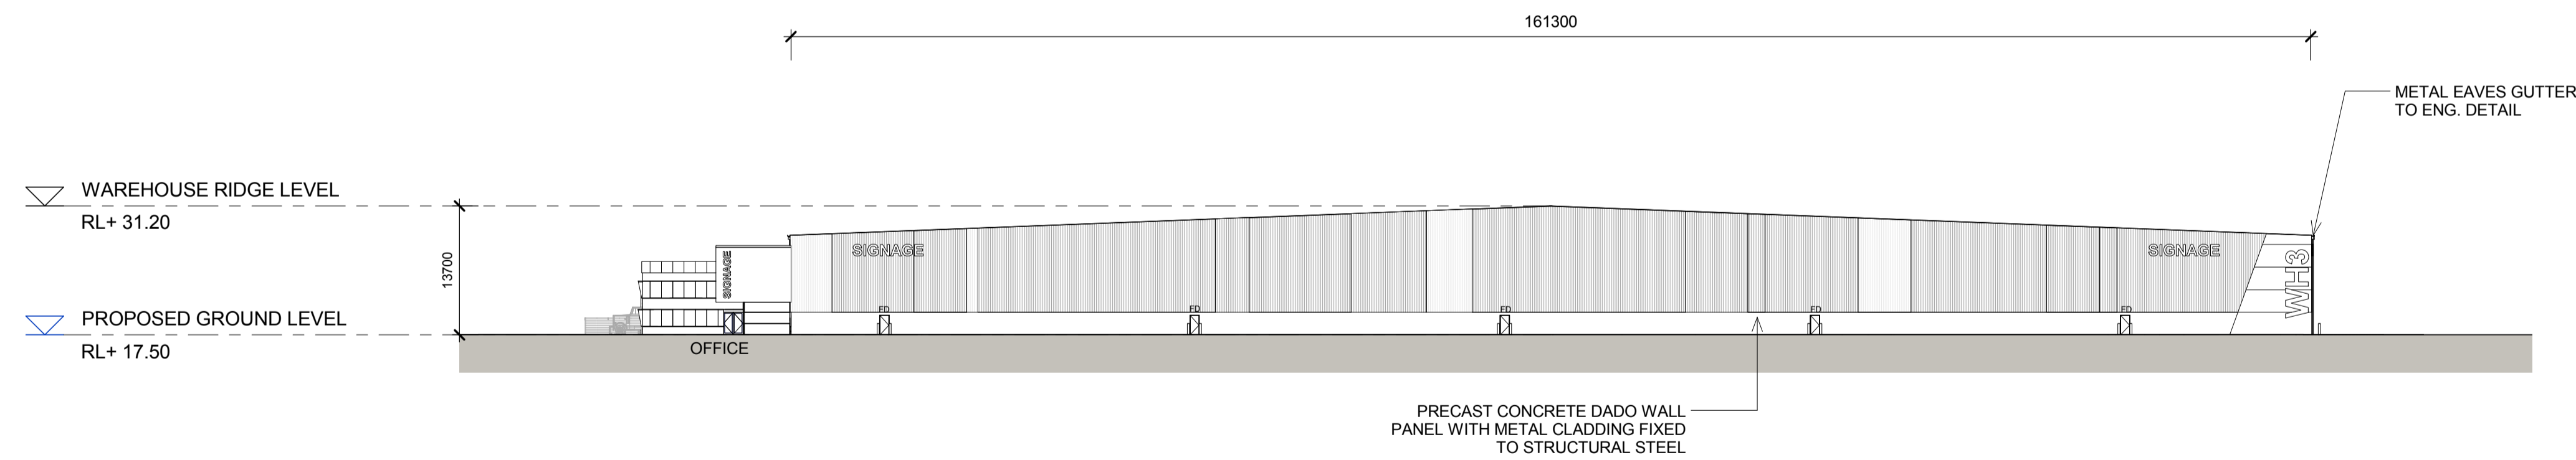 161300
METAL EAVES GUTTER
TO ENG. DETAIL
WAREHOUSE RIDGE LEVEL
RL+ 31.20
13700
SIGNAGE
SIGNAGE
SIGNAGE
WH3
FD
FD
FD
FD
FD
PROPOSED GROUND LEVEL
RL+ 17.50
OFFICE
PRECAST CONCRETE DADO WALL
PANEL WITH METAL CLADDING FIXED
TO STRUCTURAL STEEL